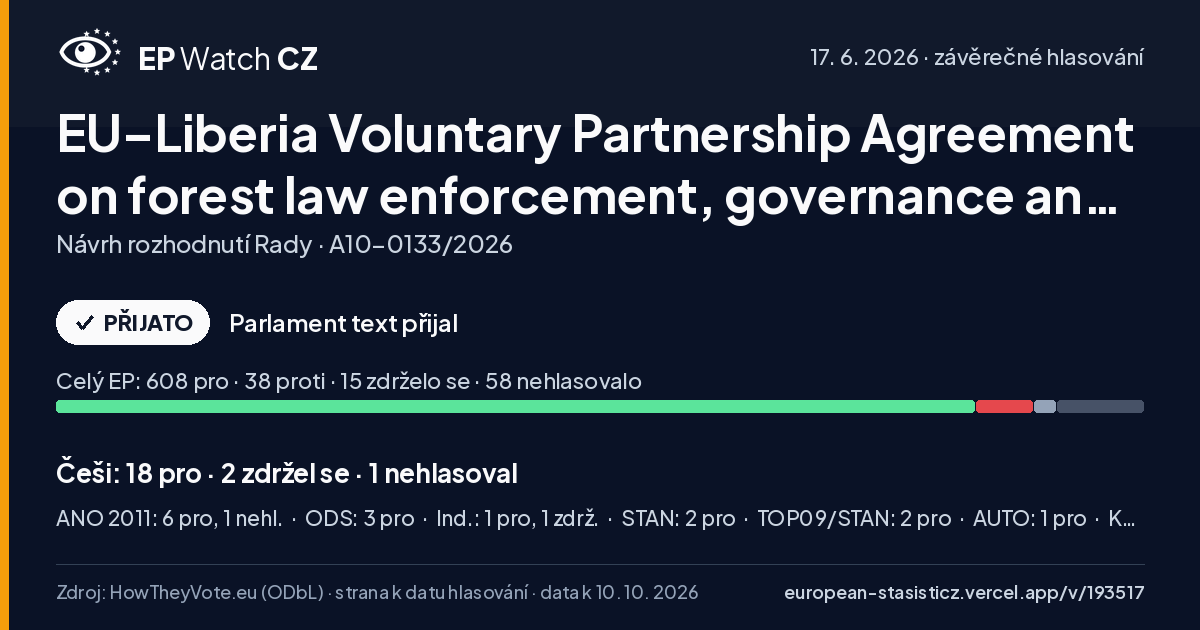 EP Watch CZ
17. 6. 2026 · závěrečné hlasování
EU–Liberia Voluntary Partnership Agreement
on forest law enforcement, governance an…
Návrh rozhodnutí Rady · A10–0133/2026
✓ PŘIJATO
Parlament text přijal
Celý EP: 608 pro · 38 proti · 15 zdrželo se · 58 nehlasovalo
Češi: 18 pro · 2 zdržel se · 1 nehlasoval
ANO 2011: 6 pro, 1 nehl. · ODS: 3 pro · Ind.: 1 pro, 1 zdrž. · STAN: 2 pro · TOP09/STAN: 2 pro · AUTO: 1 pro · K…
Zdroj: HowTheyVote.eu (ODbL) · strana k datu hlasování · data k 10. 10. 2026
european-stasisticz.vercel.app/v/193517